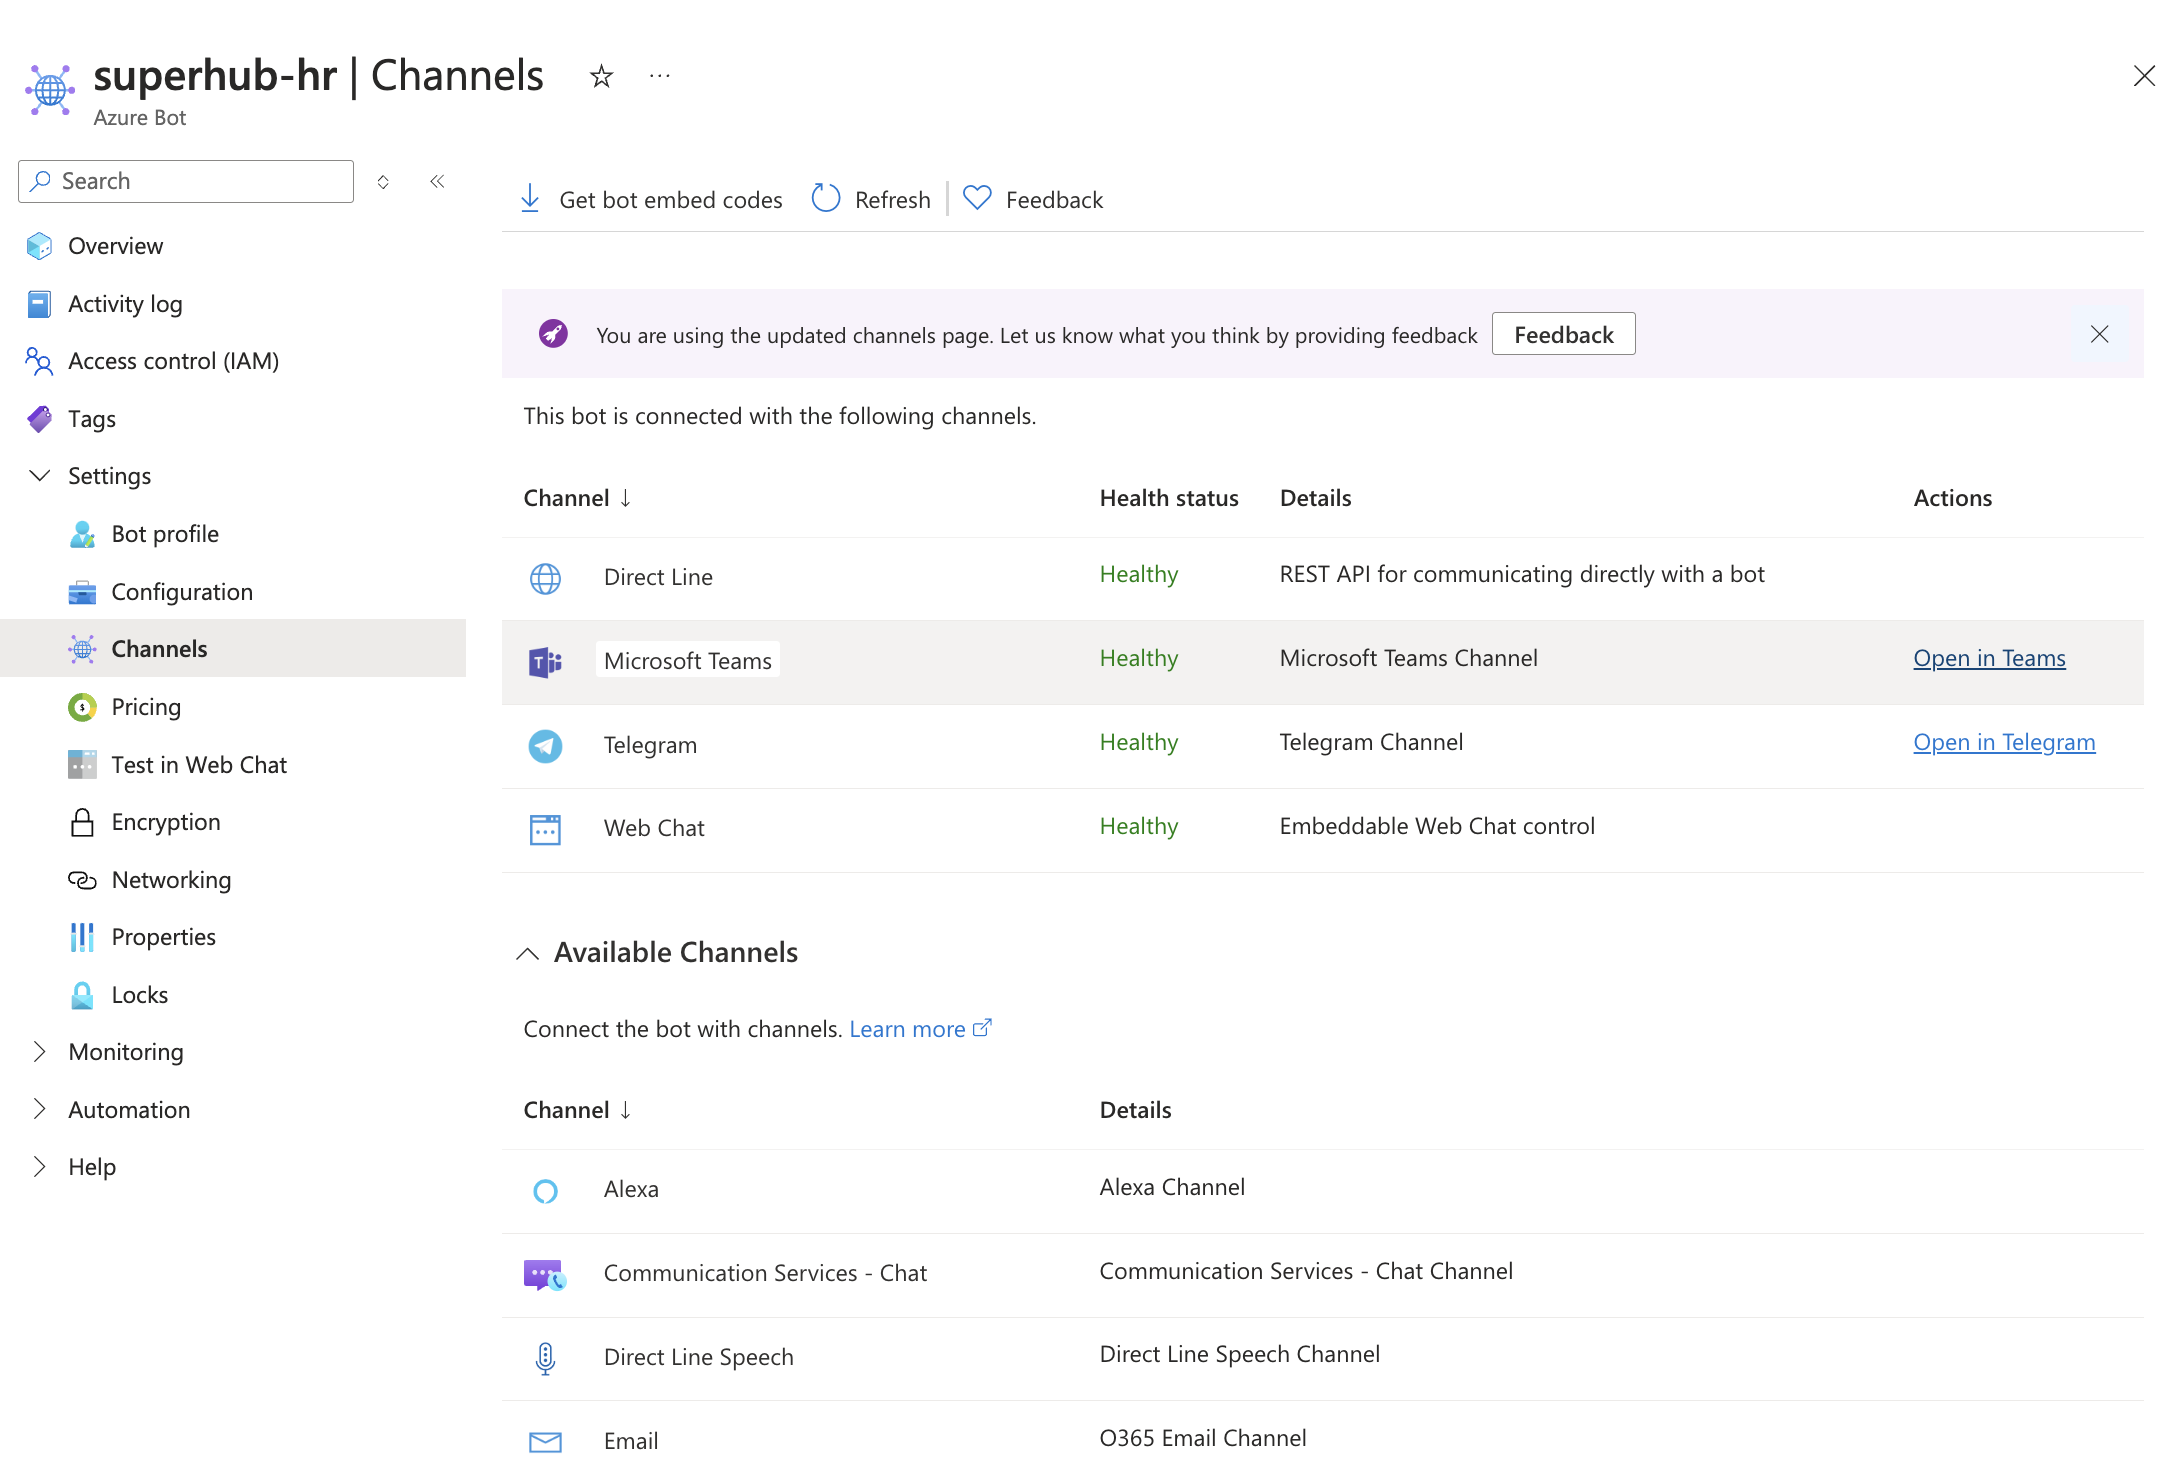 superhub-hr | Channels
Azure Bot
Search
Overview
Activity log
Access control (IAM)
Tags
Settings
Bot profile
Configuration
Channels
Pricing
Test in Web Chat
Encryption
Networking
Properties
Locks
Monitoring
Automation
Help
Get bot embed codes Refresh Feedback
You are using the updated channels page. Let us know what you think by providing feedback Feedback
This bot is connected with the following channels.
Channel ↓ Health status Details Actions
Direct Line Healthy REST API for communicating directly with a bot
Microsoft Teams Healthy Microsoft Teams Channel Open in Teams
Telegram Healthy Telegram Channel Open in Telegram
Web Chat Healthy Embeddable Web Chat control
Available Channels
Connect the bot with channels. Learn more
Channel ↓ Details
Alexa Alexa Channel
Communication Services - Chat Communication Services - Chat Channel
Direct Line Speech Direct Line Speech Channel
Email O365 Email Channel